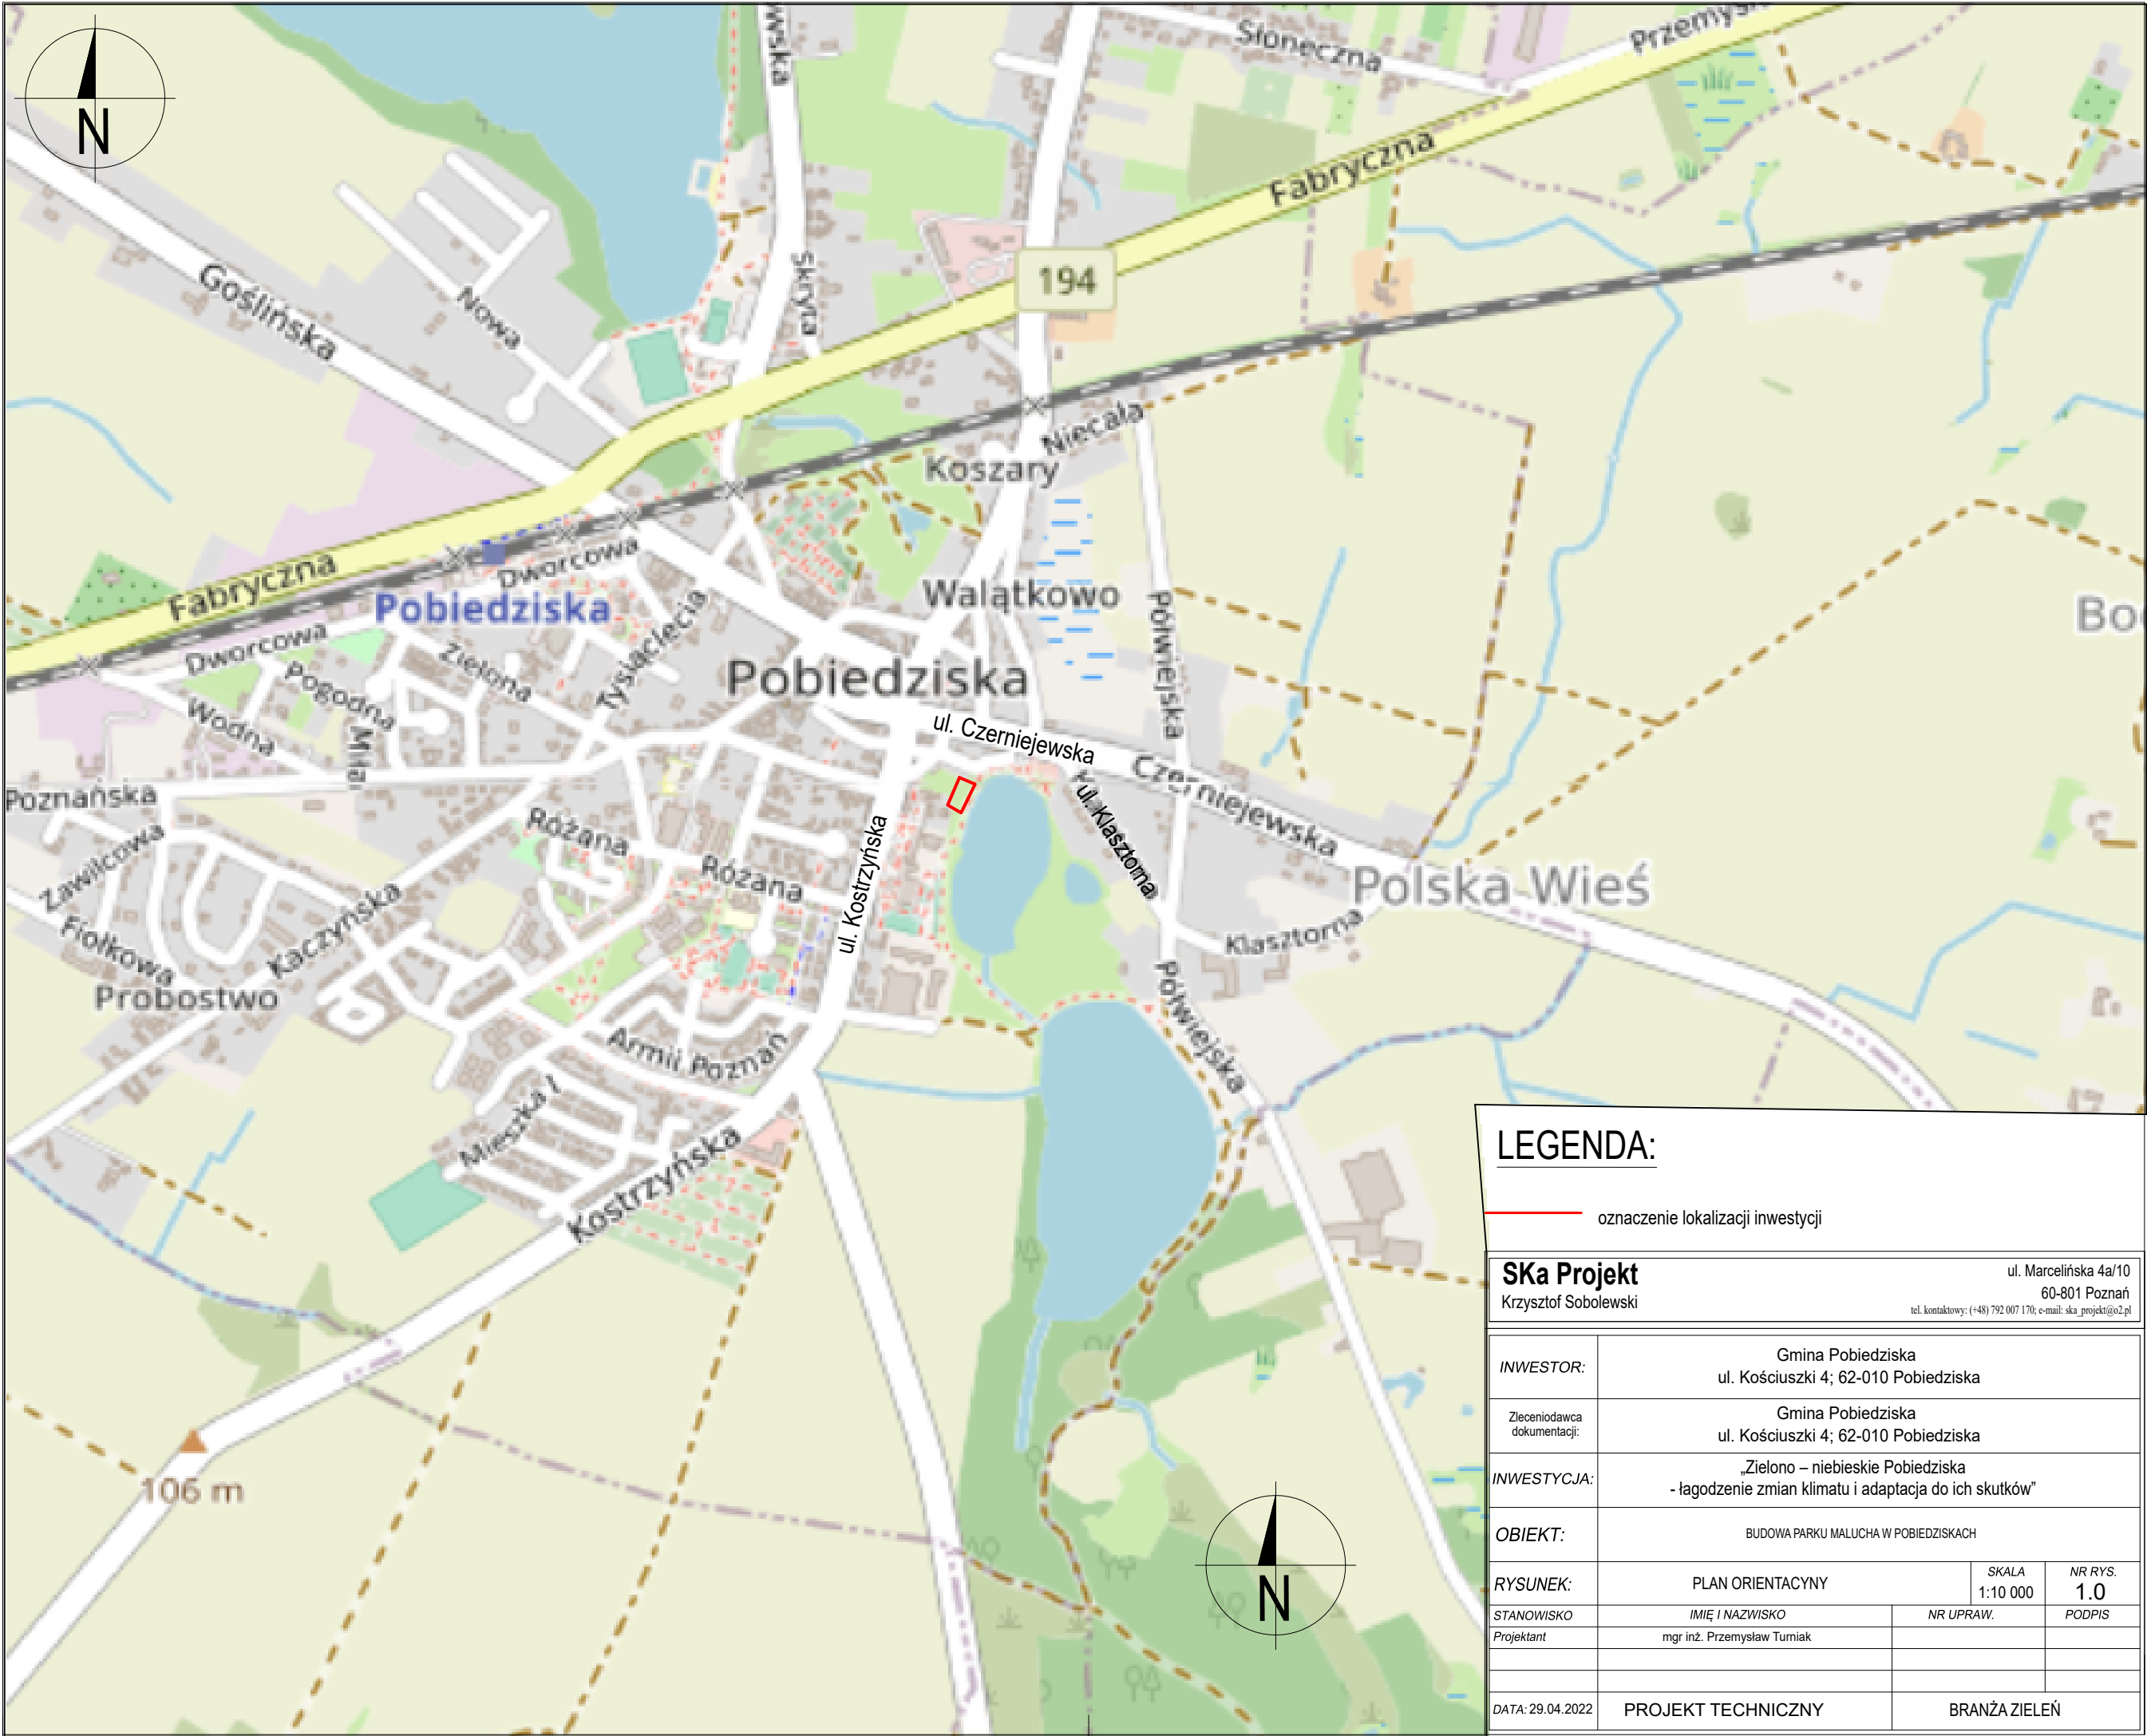 N
wska
Słoneczna
Fabryczna
194
Skryta
Goślińska
Nowa
Niecała
Koszary
Dworcowa
Fabryczna
Pobiedziska
Walątkowo
Półwiejska
Dworcowa
Zielona
Tysiąclecia
Pogodna
Pobiedziska
Wodna
Miła
ul. Czerniejewska
Czerniejewska
Poznańska
ul. Klasztorna
Różana
Różana
ul. Kostrzyńska
Zawilcowa
Kaczyńska
Fiołkowa
Polska Wieś
Klasztorna
Probostwo
Półwiejska
Armii Poznań
Mieszka I
Kostrzyńska
106 m
N
LEGENDA:
oznaczenie lokalizacji inwestycji
SKa Projekt
Krzysztof Sobolewski
ul. Marcelińska 4a/10
60-801 Poznań
tel. kontaktowy: (+48) 792 007 170; e-mail: ska_projekt@o2.pl
INWESTOR:
Gmina Pobiedziska
ul. Kościuszki 4; 62-010 Pobiedziska
Zleceniodawca
dokumentacji:
Gmina Pobiedziska
ul. Kościuszki 4; 62-010 Pobiedziska
INWESTYCJA:
„Zielono – niebieskie Pobiedziska
- łagodzenie zmian klimatu i adaptacja do ich skutków”
OBIEKT:
BUDOWA PARKU MALUCHA W POBIEDZISKACH
RYSUNEK:
PLAN ORIENTACYNY
SKALA
1:10 000
NR RYS.
1.0
STANOWISKO IMIĘ I NAZWISKO NR UPRAW. PODPIS
Projektant mgr inż. Przemysław Turniak
DATA: 29.04.2022 PROJEKT TECHNICZNY BRANŻA ZIELEŃ